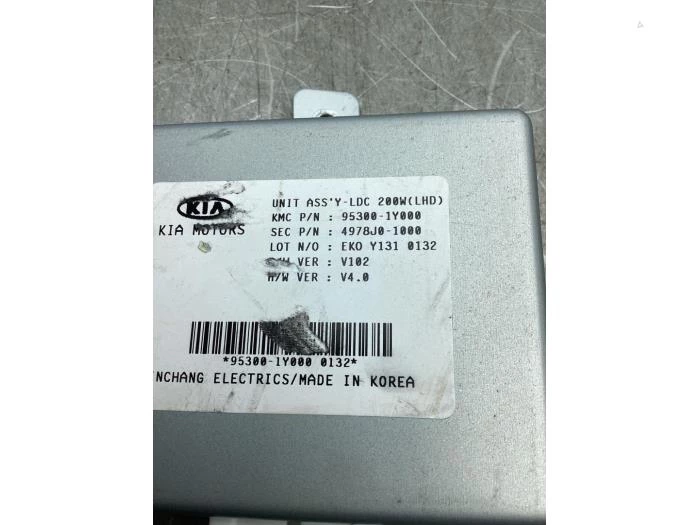 KIA
KIA MOTORS
UNIT ASS'Y-LDC 200W(LHD)
KMC P/N : 95300-1Y000
SEC P/N : 4978J0-1000
LOT N/O : EKO Y131 0132
VER : V102
H/W VER : V4.0
*95300-1Y000 0132*
NCHANG ELECTRICS/MADE IN KOREA